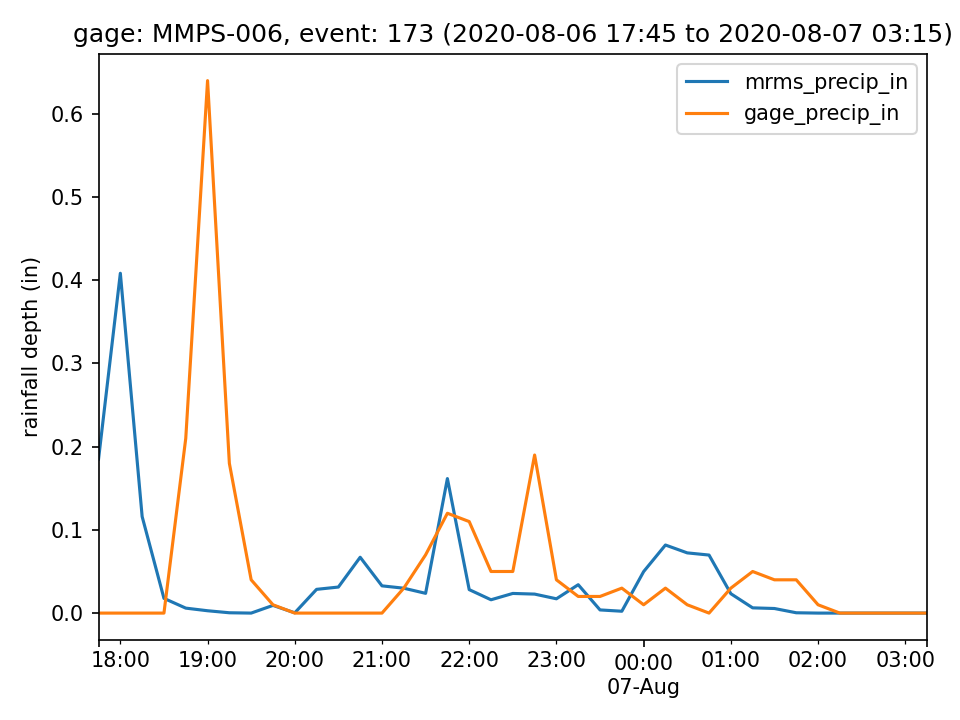 gage: MMPS-006, event: 173 (2020-08-06 17:45 to 2020-08-07 03:15)
mrms_precip_in
gage_precip_in
rainfall depth (in)
0.6
0.5
0.4
0.3
0.2
0.1
0.0
18:00 19:00 20:00 21:00 22:00 23:00 00:00 01:00 02:00 03:00
07-Aug